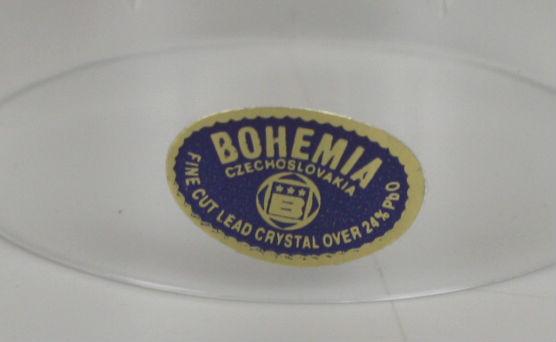 BOHEMIA
CZECHOSLOVAKIA
B
FINE CUT LEAD CRYSTAL OVER 24% PbO